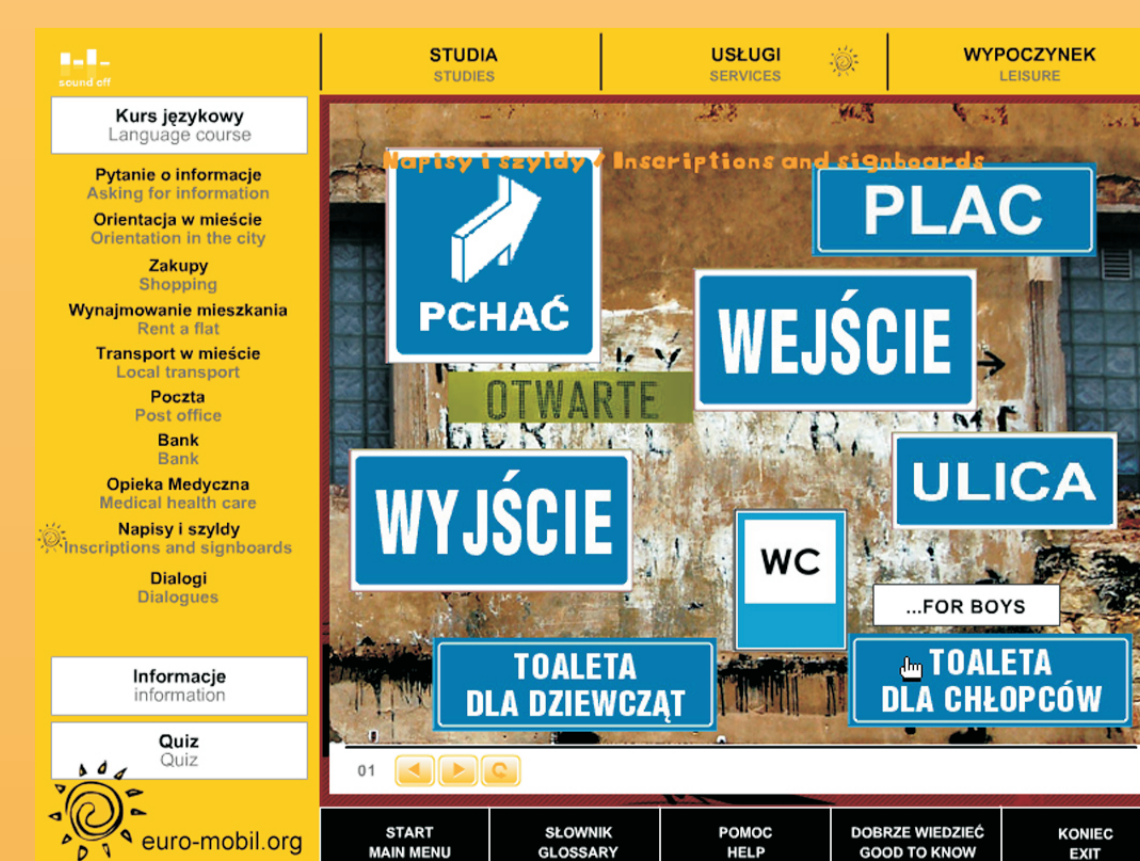 sound off
STUDIA
STUDIES
USŁUGI
SERVICES
WYPOCZYNEK
LEISURE
Kurs językowy
Language course
Pytanie o informacje
Asking for information
Orientacja w mieście
Orientation in the city
Zakupy
Shopping
Wynajmowanie mieszkania
Rent a flat
Transport w mieście
Local transport
Poczta
Post office
Bank
Bank
Opieka Medyczna
Medical health care
Napisy i szyldy
Inscriptions and signboards
Dialogi
Dialogues
Informacje
information
Quiz
Quiz
euro-mobil.org
Napisy i szyldy / Inscriptions and signboards
PCHAĆ
PLAC
WEJŚCIE
OTWARTE
WYJŚCIE
ULICA
WC
...FOR BOYS
TOALETA
DLA DZIEWCZĄT
TOALETA
DLA CHŁOPCÓW
01
START
MAIN MENU
SŁOWNIK
GLOSSARY
POMOC
HELP
DOBRZE WIEDZIEĆ
GOOD TO KNOW
KONIEC
EXIT